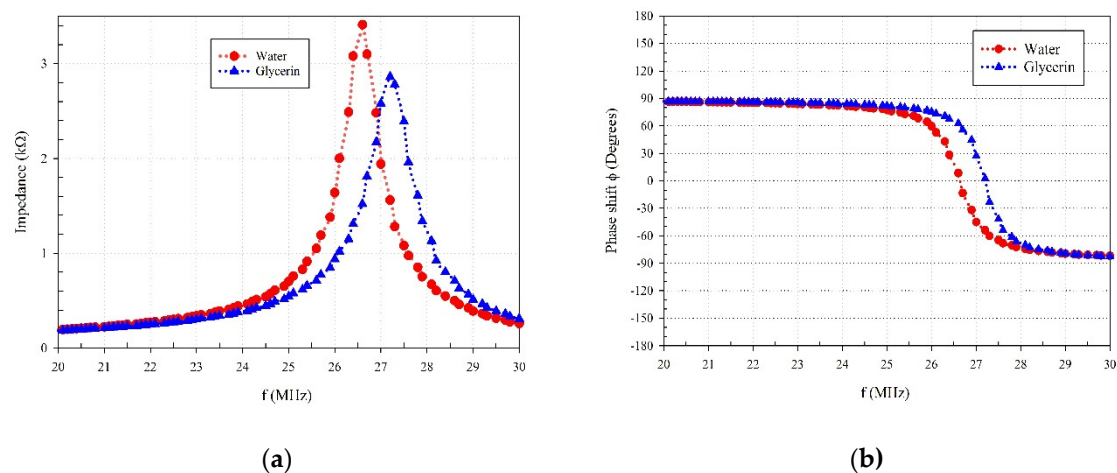 Water
Glycerin
Impedance (kΩ)
3
2
1
0
20 21 22 23 24 25 26 27 28 29 30
f (MHz)
(a)
Water
Glycerin
Phase shift ϕ (Degrees)
180
150
120
90
60
30
0
-30
-60
-90
-120
-150
-180
20 21 22 23 24 25 26 27 28 29 30
f (MHz)
(b)